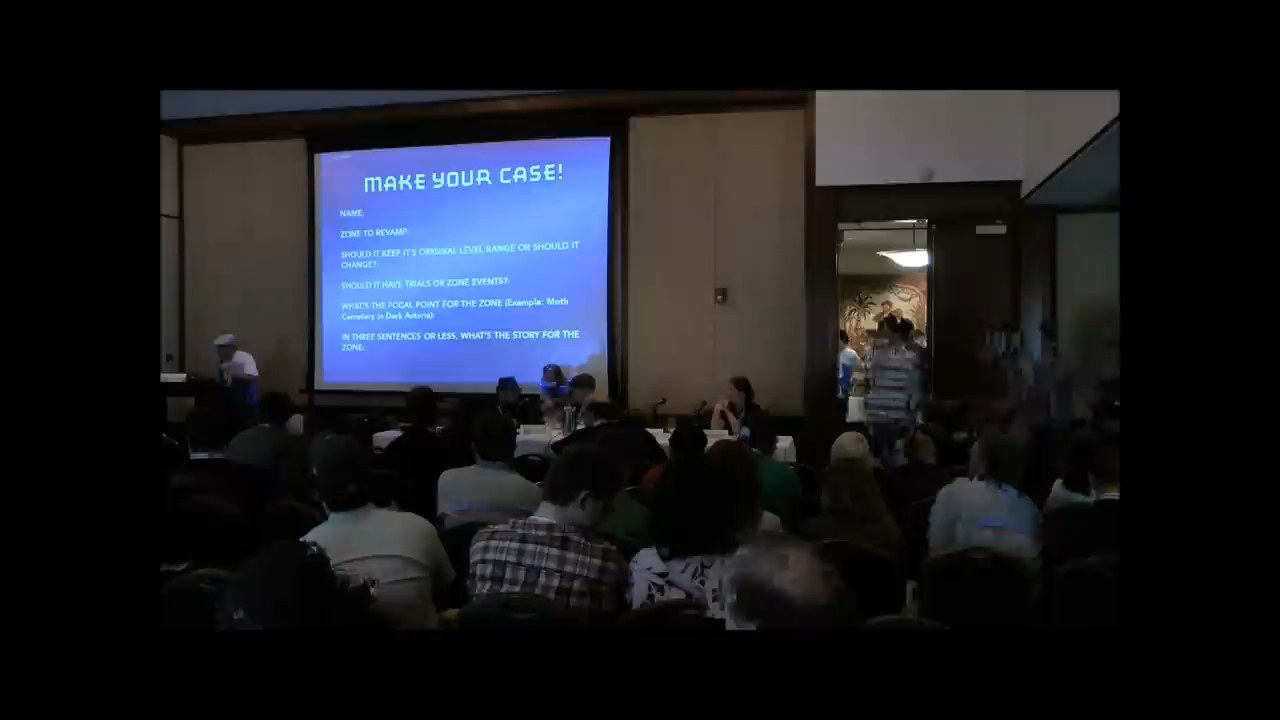 MAKE YOUR CASE!
NAME:
ZONE TO REVAMP:
SHOULD IT KEEP IT'S ORIGINAL LEVEL RANGE OR SHOULD IT
CHANGE?:
SHOULD IT HAVE TRIALS OR ZONE EVENTS?:
WHAT'S THE FOCAL POINT FOR THE ZONE (Example: 'Moth
Cemetery in Dark Astoria):
IN THREE SENTENCES OR LESS, WHAT'S THE STORY FOR THE
ZONE: